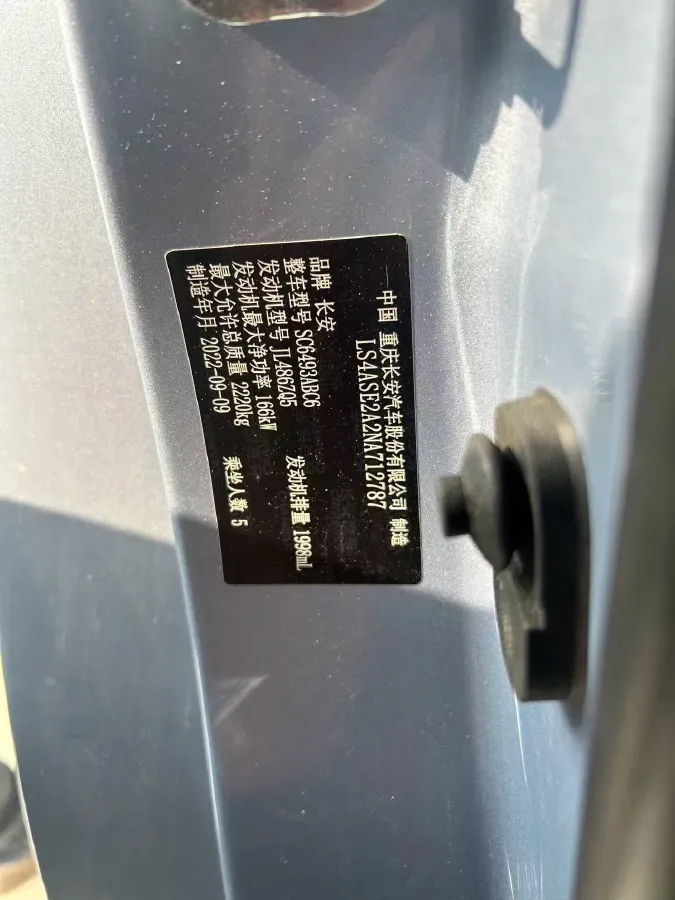 中国 重庆长安汽车股份有限公司 制造
LS4ASE2A2NA712787
品牌 长安
整车型号 SC6493ABC6
发动机型号 JL486ZQ5 发动机排量 1998mL
发动机最大净功率 166kW
最大允许总质量 2220kg 乘坐人数 5
制造年月 2022-09-09